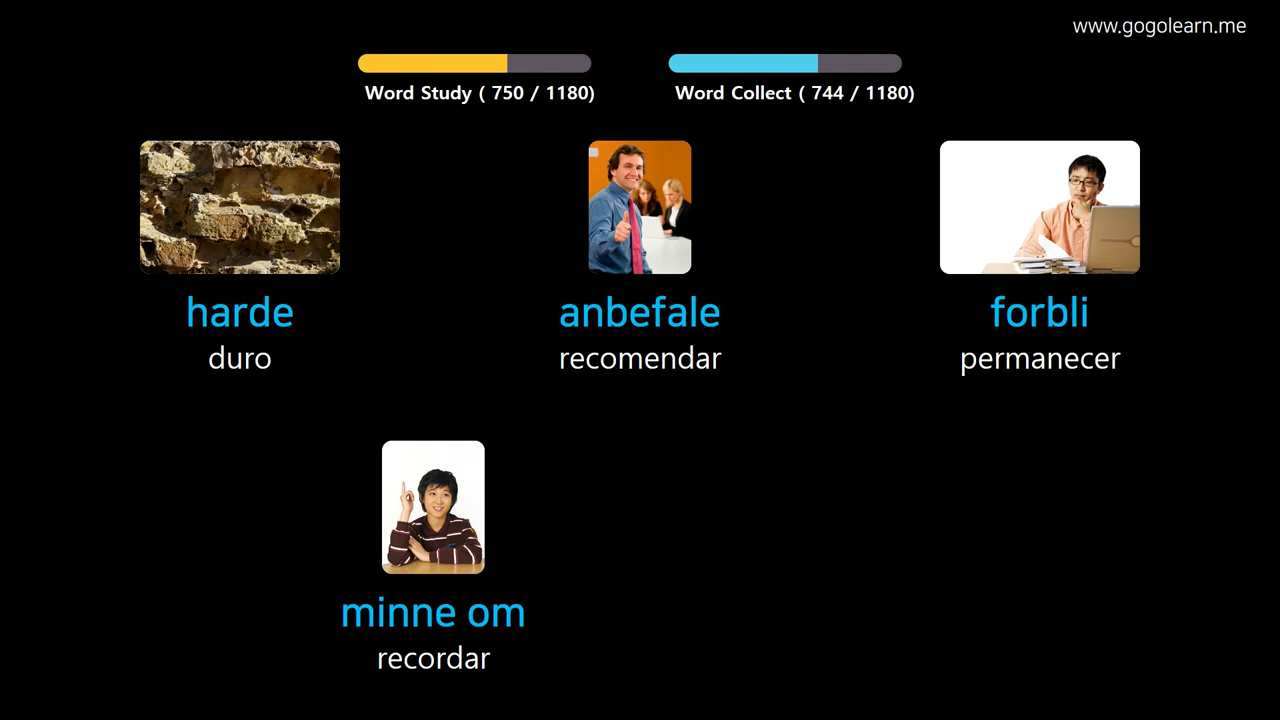 www.gogolearn.me
Word Study ( 750 / 1180)
Word Collect ( 744 / 1180)
harde
duro
anbefale
recomendar
forbli
permanecer
minne om
recordar